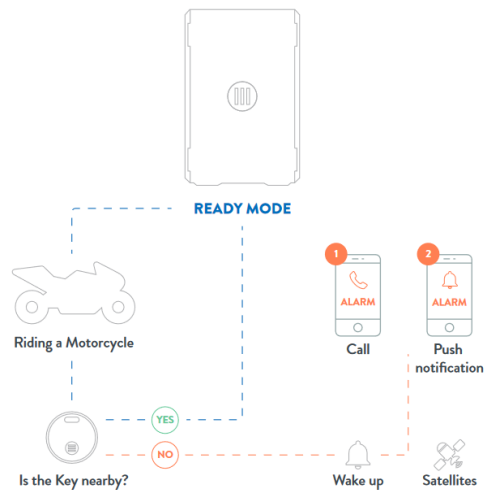 READY MODE
1
2
ALARM
ALARM
Riding a Motorcycle
Call
Push
notification
YES
NO
Is the Key nearby?
Wake up
Satellites